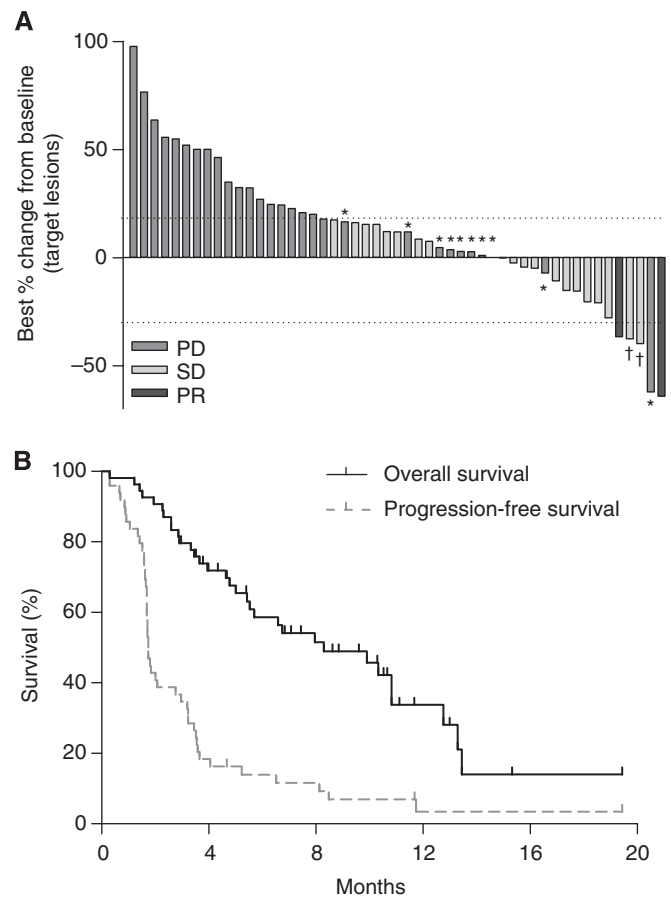 A
Best % change from baseline
(target lesions)
100
50
0
–50
*
*
* * * * * *
*
† †
*
PD
SD
PR
B
Survival (%)
100
80
60
40
20
0
Overall survival
Progression-free survival
0 4 8 12 16 20
Months